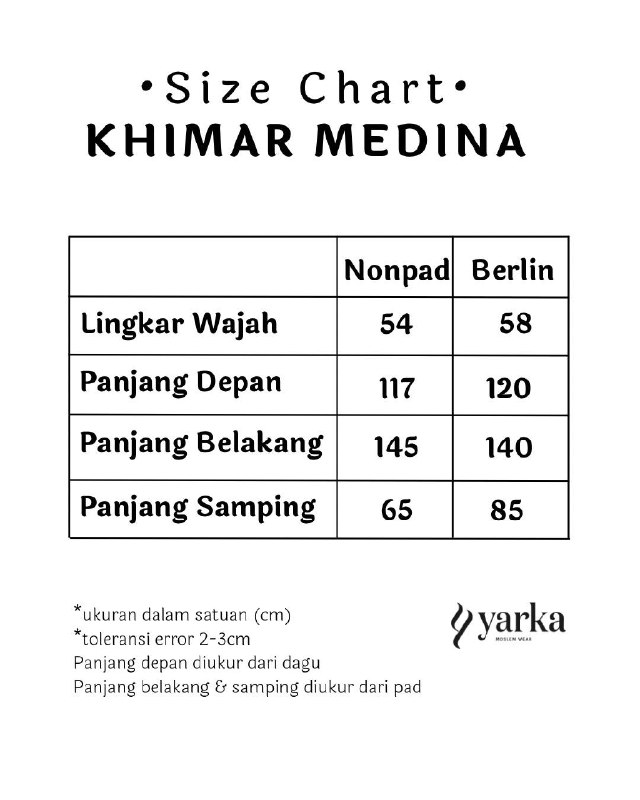 •Size Chart•
KHIMAR MEDINA
Nonpad Berlin
Lingkar Wajah 54 58
Panjang Depan 117 120
Panjang Belakang 145 140
Panjang Samping 65 85
*ukuran dalam satuan (cm)
*toleransi error 2-3cm
Panjang depan diukur dari dagu
Panjang belakang & samping diukur dari pad
yarka
MOSLEM WEAR